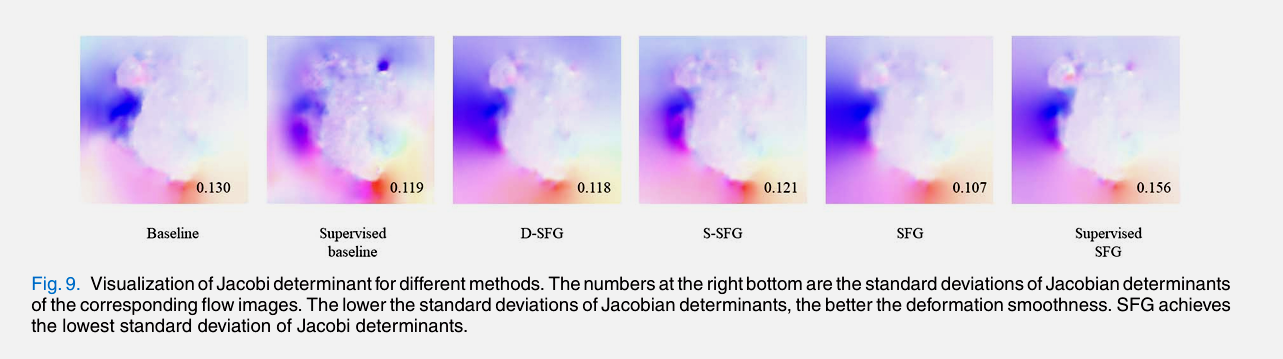 0.130 0.119 0.118 0.121 0.107 0.156
Baseline Supervised baseline D-SFG S-SFG SFG Supervised SFG
Fig. 9. Visualization of Jacobi determinant for different methods. The numbers at the right bottom are the standard deviations of Jacobian determinants
of the corresponding flow images. The lower the standard deviations of Jacobian determinants, the better the deformation smoothness. SFG achieves
the lowest standard deviation of Jacobi determinants.